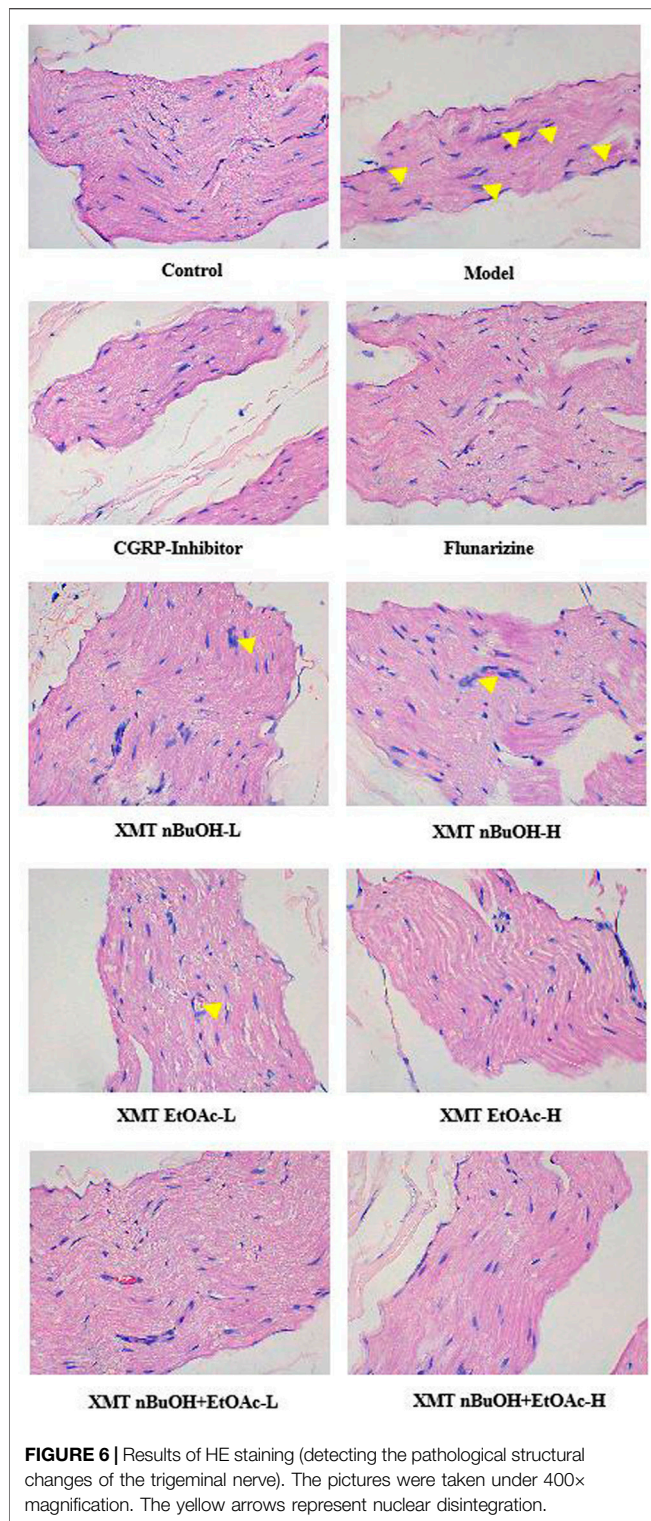 Control
Model
CGRP-Inhibitor
Flunarizine
XMT nBuOH-L
XMT nBuOH-H
XMT EtOAc-L
XMT EtOAc-H
XMT nBuOH+EtOAc-L
XMT nBuOH+EtOAc-H
FIGURE 6 | Results of HE staining (detecting the pathological structural
changes of the trigeminal nerve). The pictures were taken under 400×
magnification. The yellow arrows represent nuclear disintegration.